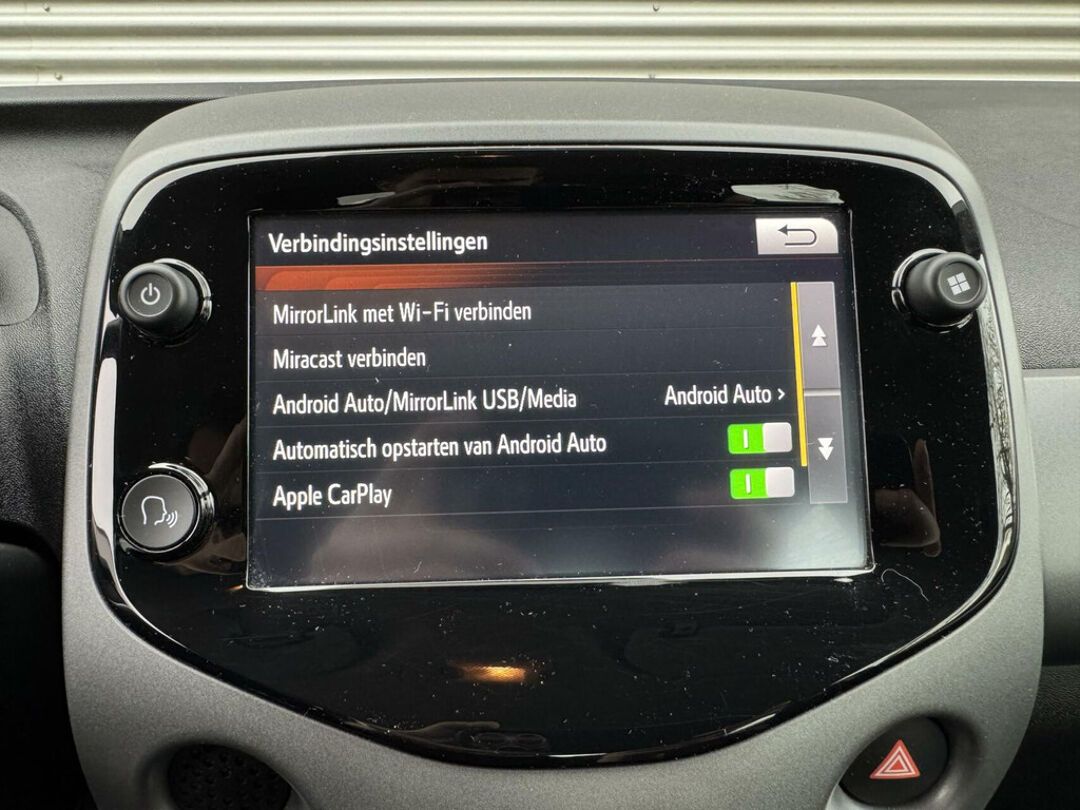 Verbindingsinstellingen
MirrorLink met Wi-Fi verbinden
Miracast verbinden
Android Auto/MirrorLink USB/Media Android Auto >
Automatisch opstarten van Android Auto
Apple CarPlay